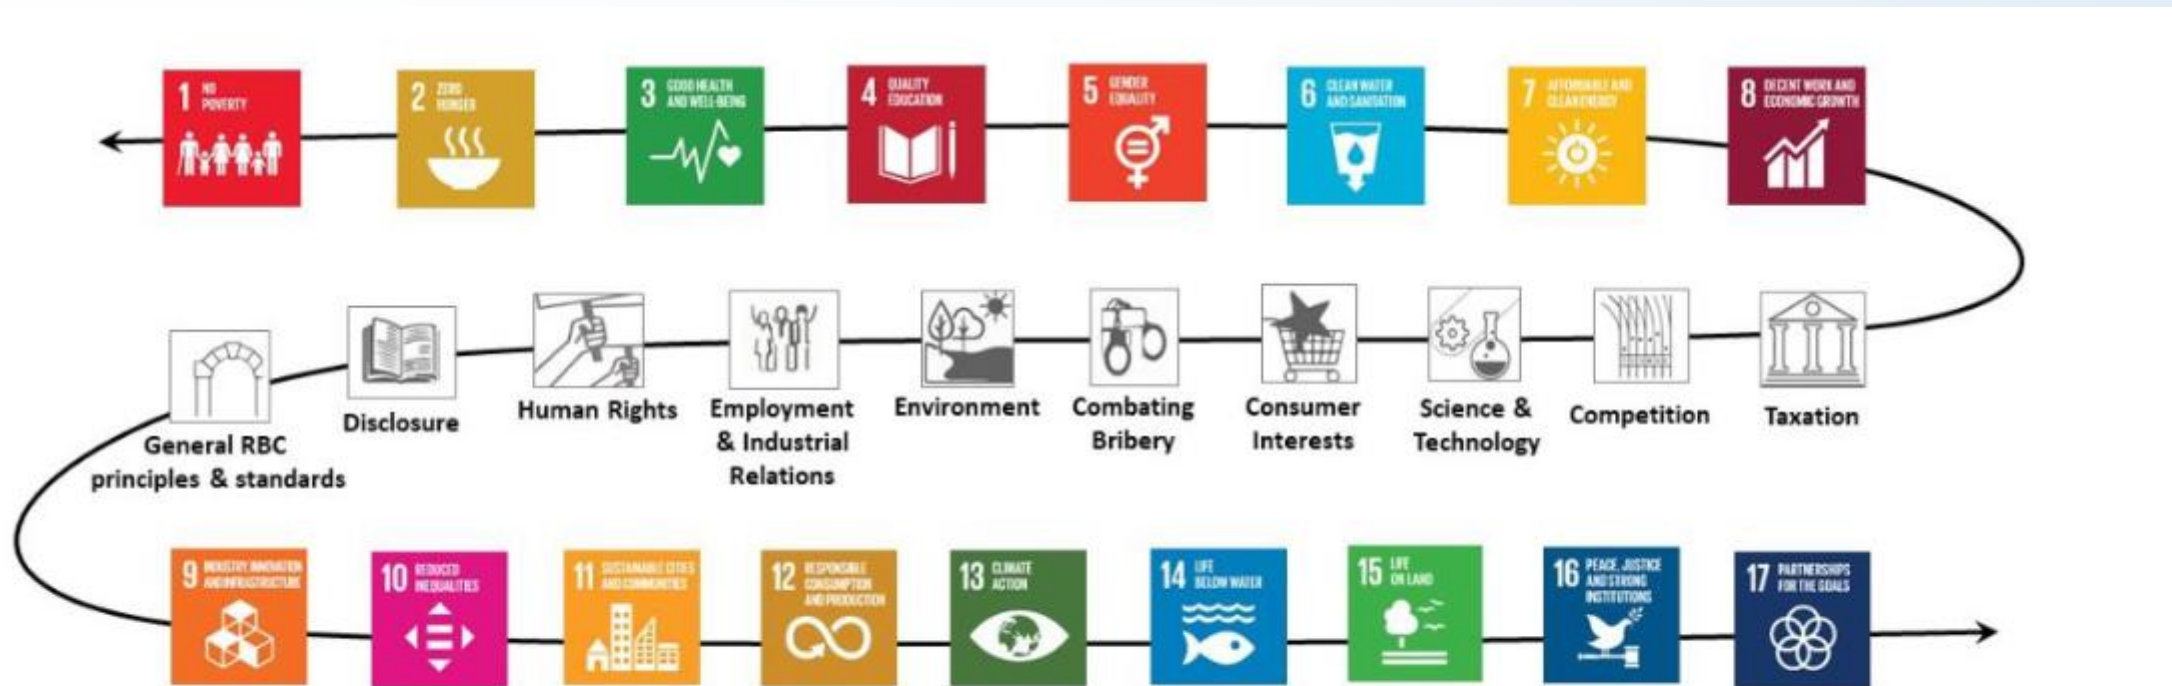 1 NO
POVERTY
2 ZERO
HUNGER
3 GOOD HEALTH
AND WELL-BEING
4 QUALITY
EDUCATION
5 GENDER
EQUALITY
6 CLEAN WATER
AND SANITATION
7 AFFORDABLE AND
CLEAN ENERGY
8 DECENT WORK AND
ECONOMIC GROWTH
General RBC
principles & standards
Disclosure
Human Rights
Employment
& Industrial
Relations
Environment
Combating
Bribery
Consumer
Interests
Science &
Technology
Competition
Taxation
9 INDUSTRY, INNOVATION
AND INFRASTRUCTURE
10 REDUCED
INEQUALITIES
11 SUSTAINABLE CITIES
AND COMMUNITIES
12 RESPONSIBLE
CONSUMPTION
AND PRODUCTION
13 CLIMATE
ACTION
14 LIFE
BELOW WATER
15 LIFE
ON LAND
16 PEACE, JUSTICE
AND STRONG
INSTITUTIONS
17 PARTNERSHIPS
FOR THE GOALS